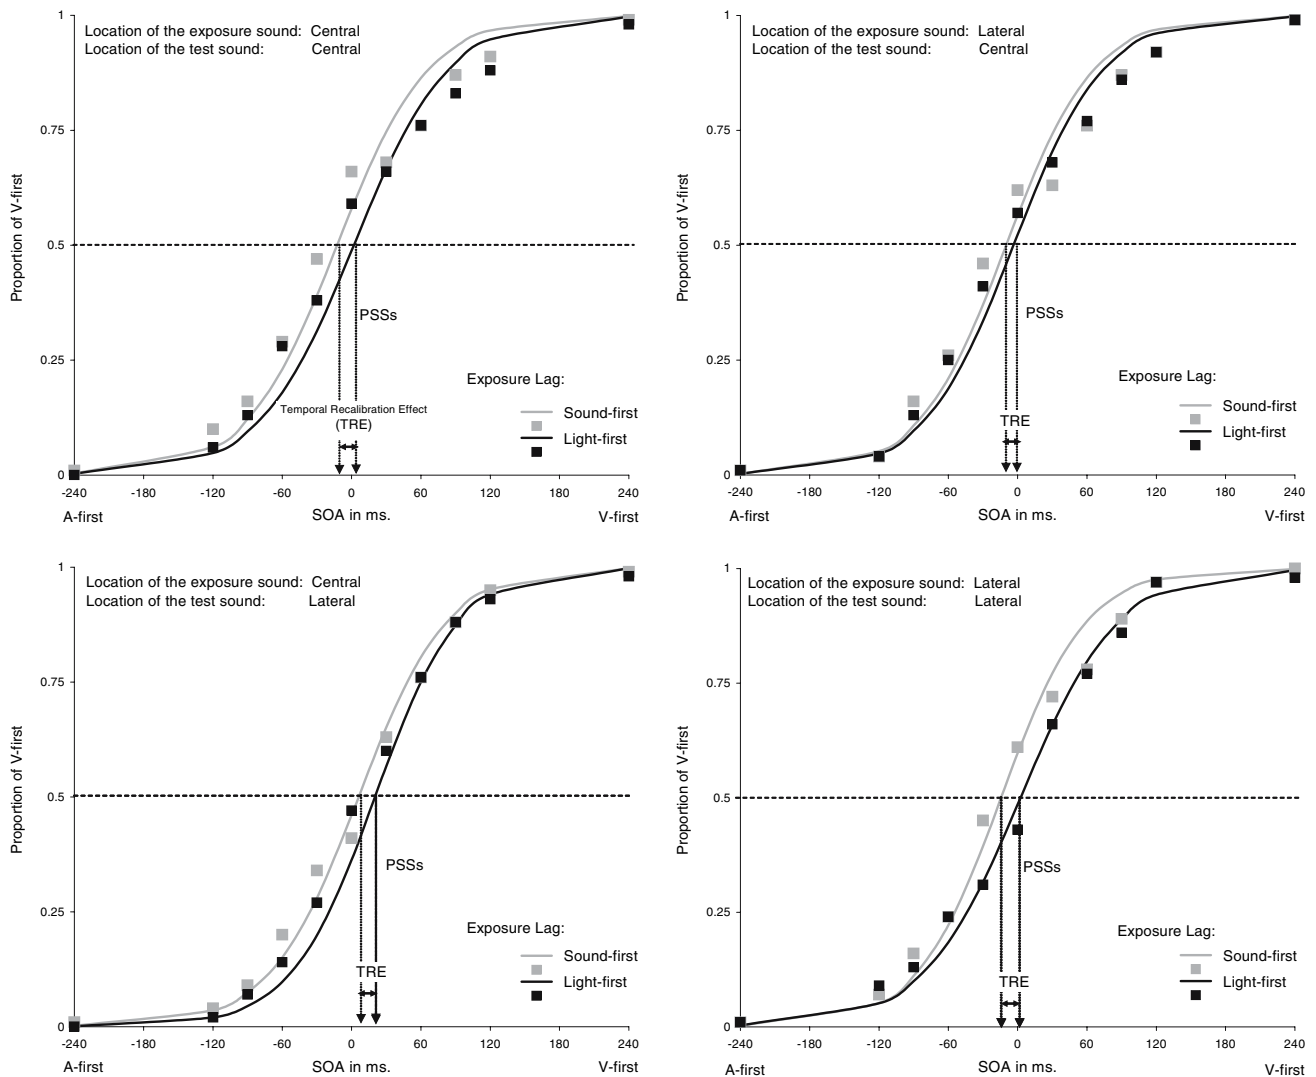 Location of the exposure sound: Central
Location of the test sound: Central
1
0.75
0.5
0.25
0
Proportion of V-first
PSSs
Temporal Recalibration Effect
(TRE)
Exposure Lag:
Sound-first
Light-first
-240 -180 -120 -60 0 60 120 180 240
A-first SOA in ms. V-first
Location of the exposure sound: Lateral
Location of the test sound: Central
1
0.75
0.5
0.25
0
Proportion of V-first
PSSs
TRE
Exposure Lag:
Sound-first
Light-first
-240 -180 -120 -60 0 60 120 180 240
A-first SOA in ms. V-first
Location of the exposure sound: Central
Location of the test sound: Lateral
1
0.75
0.5
0.25
0
Proportion of V-first
PSSs
TRE
Exposure Lag:
Sound-first
Light-first
-240 -180 -120 -60 0 60 120 180 240
A-first SOA in ms. V-first
Location of the exposure sound: Lateral
Location of the test sound: Lateral
1
0.75
0.5
0.25
0
Proportion of V-first
PSSs
TRE
Exposure Lag:
Sound-first
Light-first
-240 -180 -120 -60 0 60 120 180 240
A-first SOA in ms. V-first